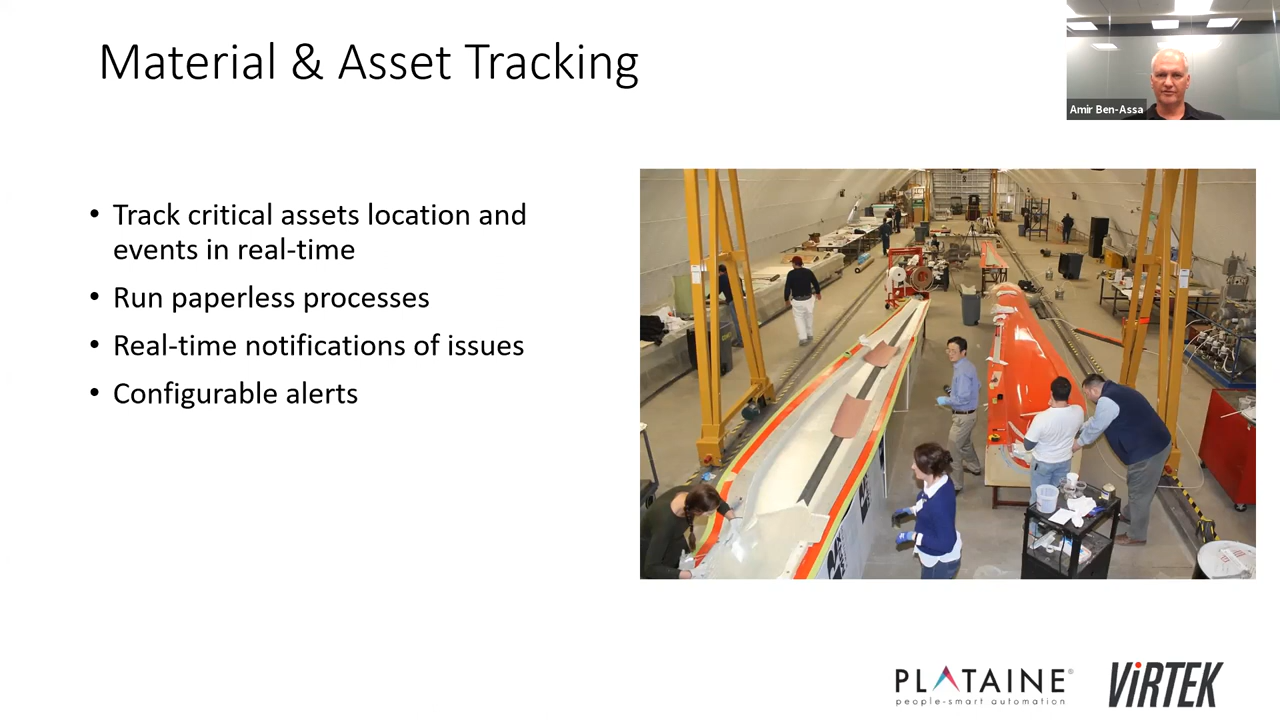 Material & Asset Tracking
Amir Ben-Assa
• Track critical assets location and
events in real-time
• Run paperless processes
• Real-time notifications of issues
• Configurable alerts
PLATAINE®
people-smart automation
ViRTEK